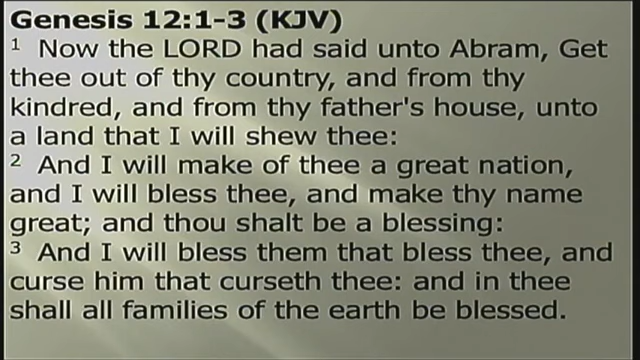 Genesis 12:1-3 (KJV)
1 Now the LORD had said unto Abram, Get
thee out of thy country, and from thy
kindred, and from thy father's house, unto
a land that I will shew thee:
2 And I will make of thee a great nation,
and I will bless thee, and make thy name
great; and thou shalt be a blessing:
3 And I will bless them that bless thee, and
curse him that curseth thee: and in thee
shall all families of the earth be blessed.